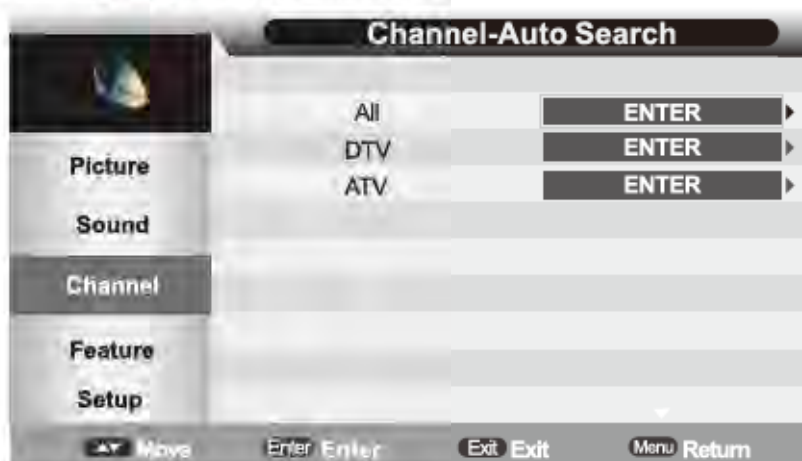 Channel-Auto Search
All ENTER
DTV ENTER
ATV ENTER
Picture
Sound
Channel
Feature
Setup
Move Enter Enter Exit Exit Menu Return